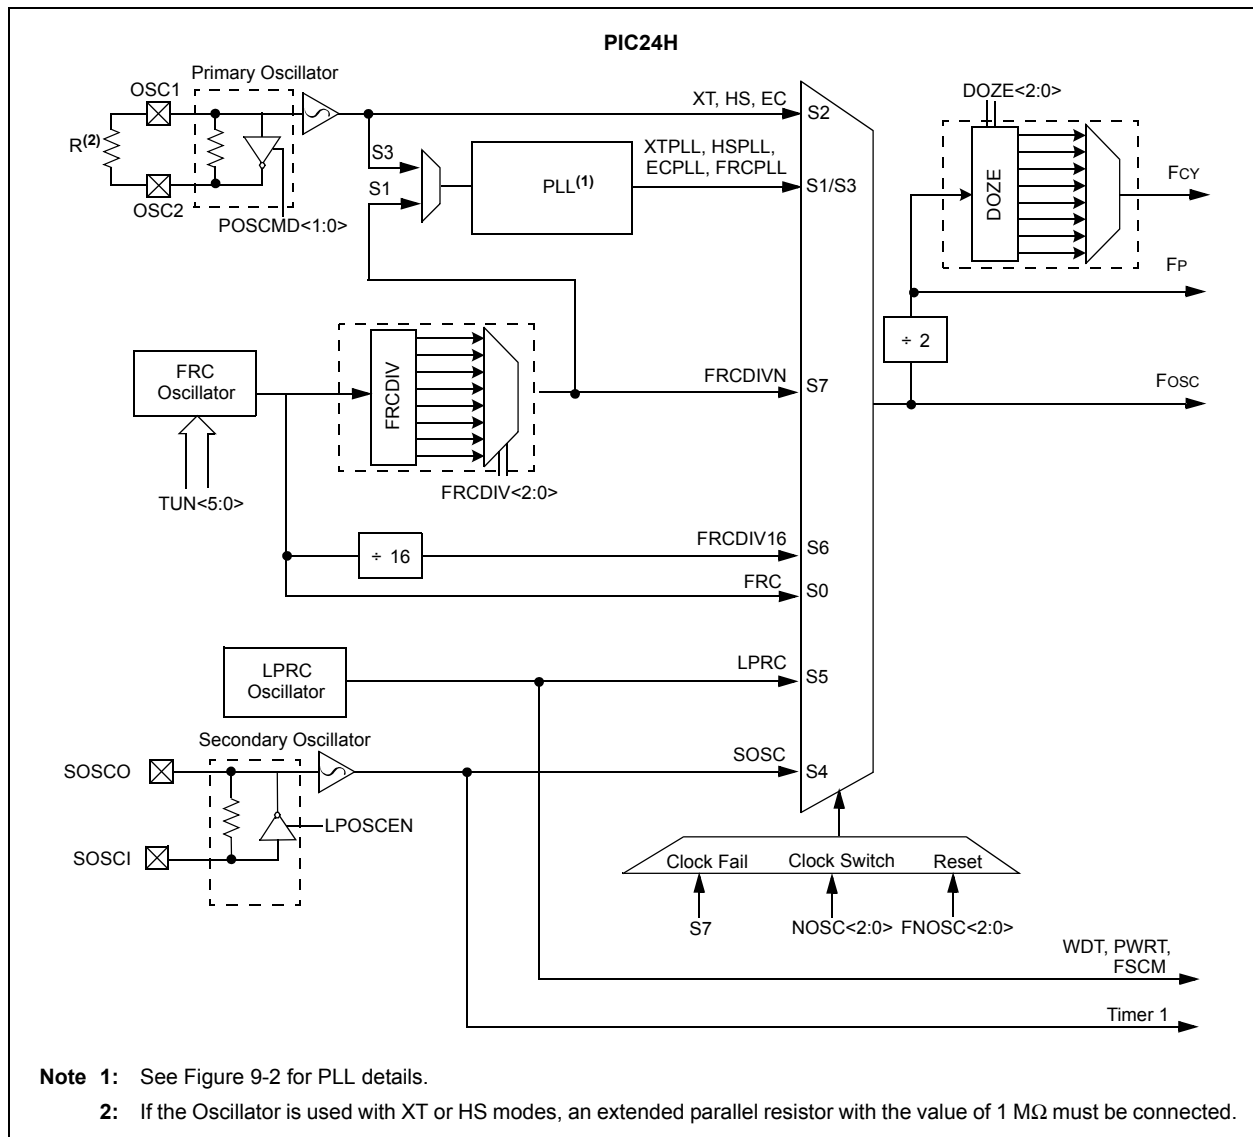 PIC24H
Primary Oscillator
OSC1
R(2)
OSC2
POSCMD<1:0>
S3
S1
PLL(1)
XT, HS, EC
XTPLL, HSPLL,
ECPLL, FRCPLL
S2
S1/S3
DOZE<2:0>
DOZE
FCY
FP
÷ 2
FOSC
FRC
Oscillator
TUN<5:0>
FRCDIV
FRCDIV<2:0>
FRCDIVN
S7
÷ 16
FRCDIV16
S6
FRC
S0
LPRC
Oscillator
LPRC
S5
Secondary Oscillator
SOSCO
SOSCI
LPOSCEN
SOSC
S4
Clock Fail
Clock Switch
Reset
S7
NOSC<2:0>
FNOSC<2:0>
WDT, PWRT,
FSCM
Timer 1
Note 1: See Figure 9-2 for PLL details.
2: If the Oscillator is used with XT or HS modes, an extended parallel resistor with the value of 1 MΩ must be connected.